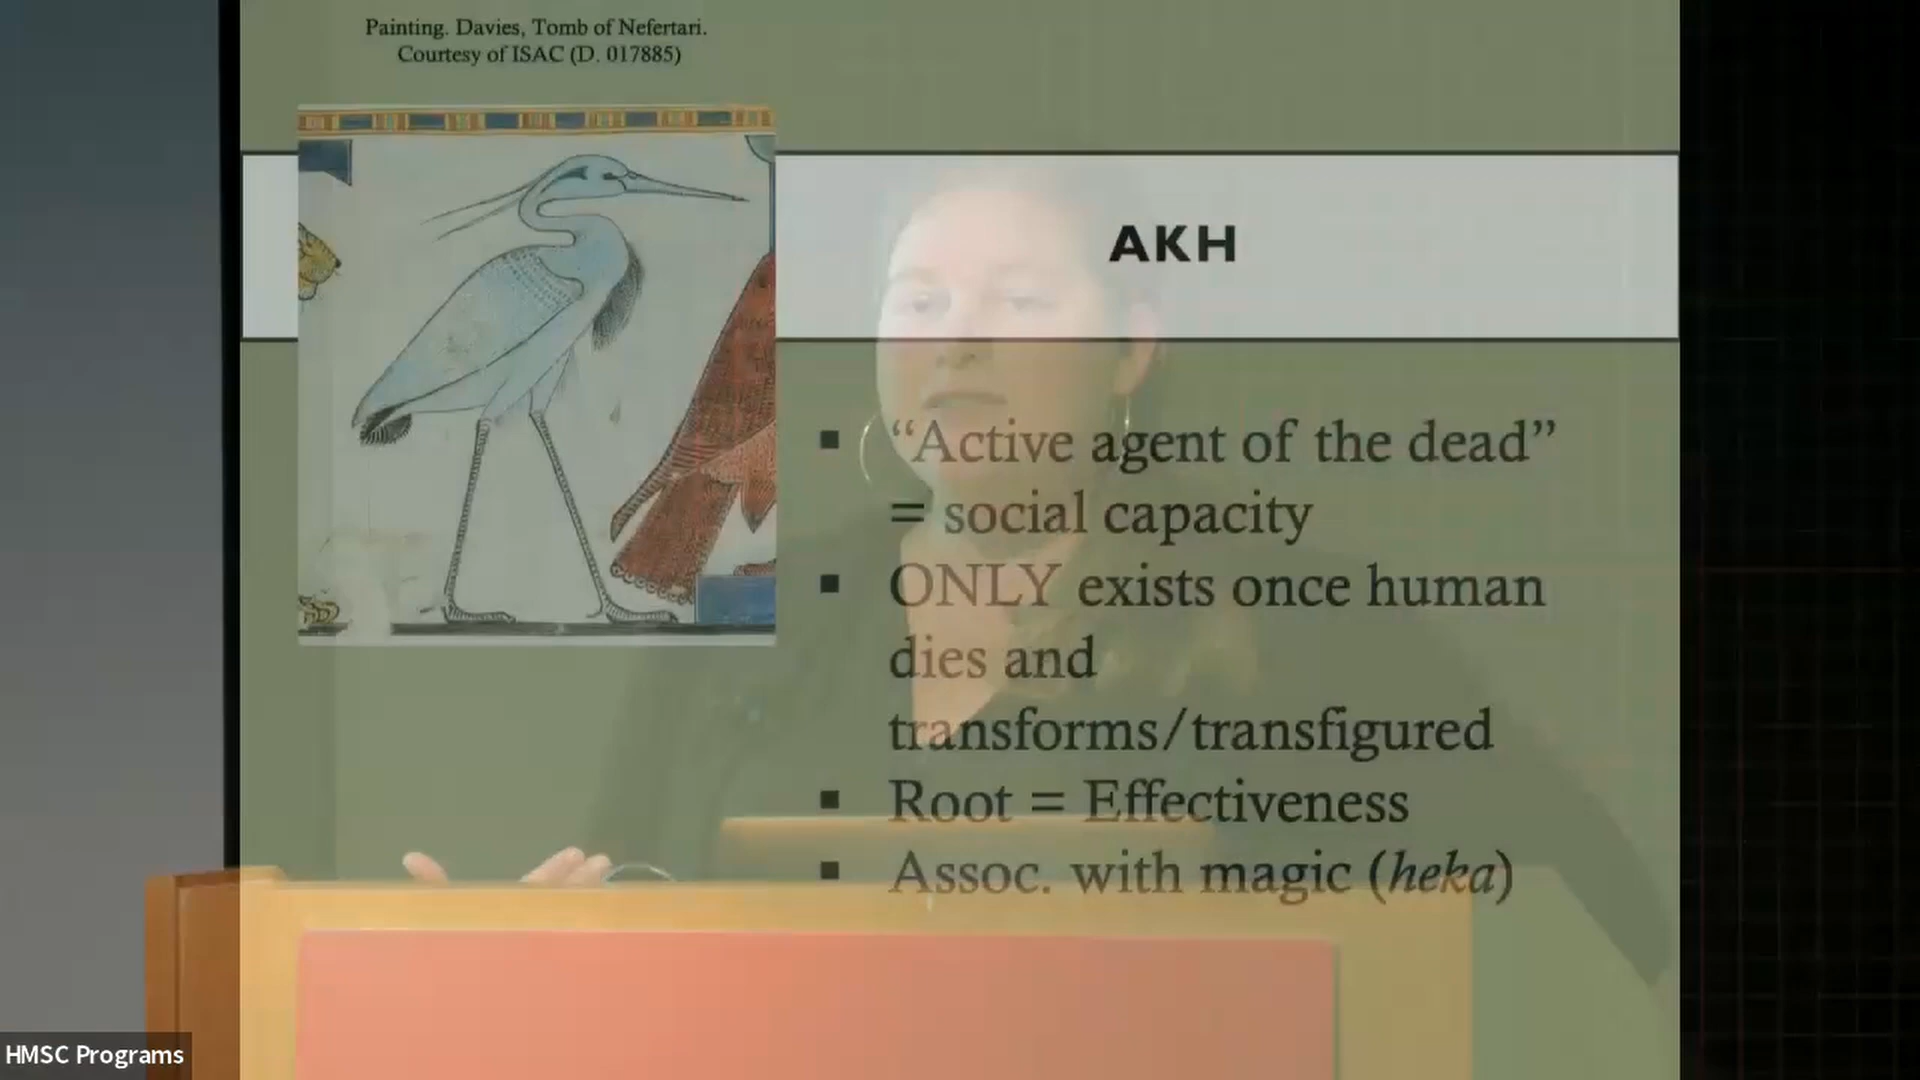 Painting. Davies, Tomb of Nefertari.
Courtesy of ISAC (D. 017885)
AKH
▪ “Active agent of the dead”
= social capacity
▪ ONLY exists once human
dies and
transforms/transfigured
▪ Root = Effectiveness
▪ Assoc. with magic (heka)
HMSC Programs